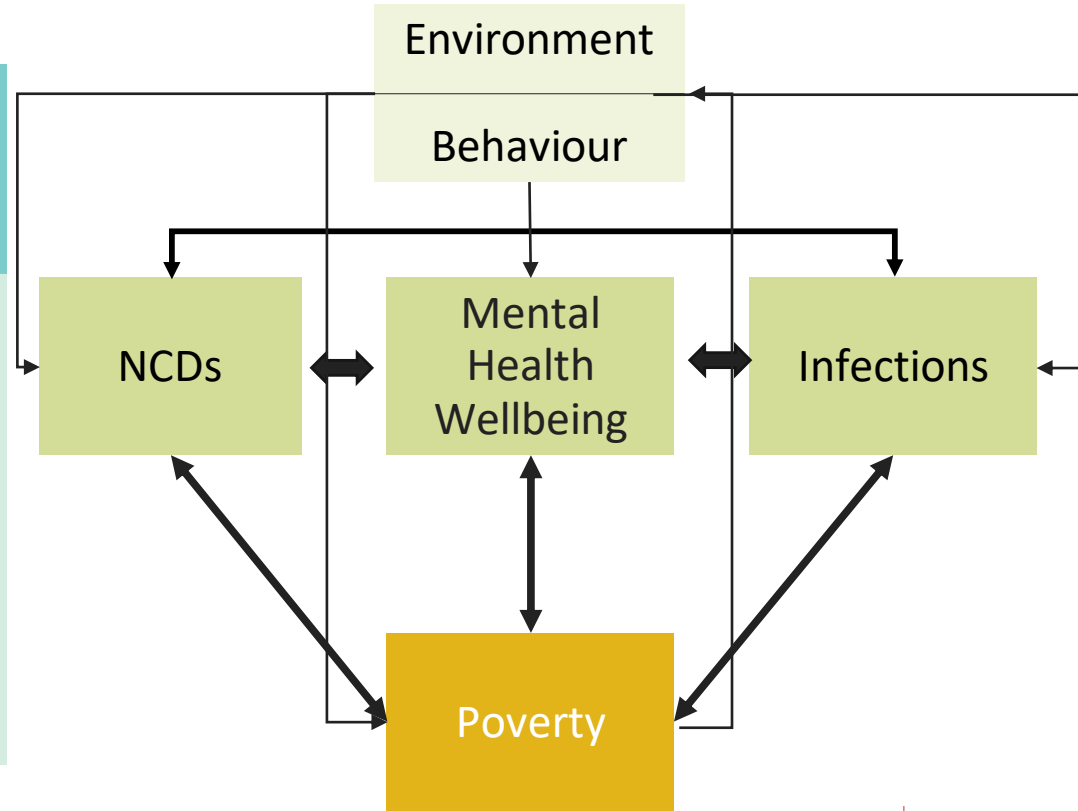 Environment
Behaviour
NCDs
Mental
Health
Wellbeing
Infections
Poverty